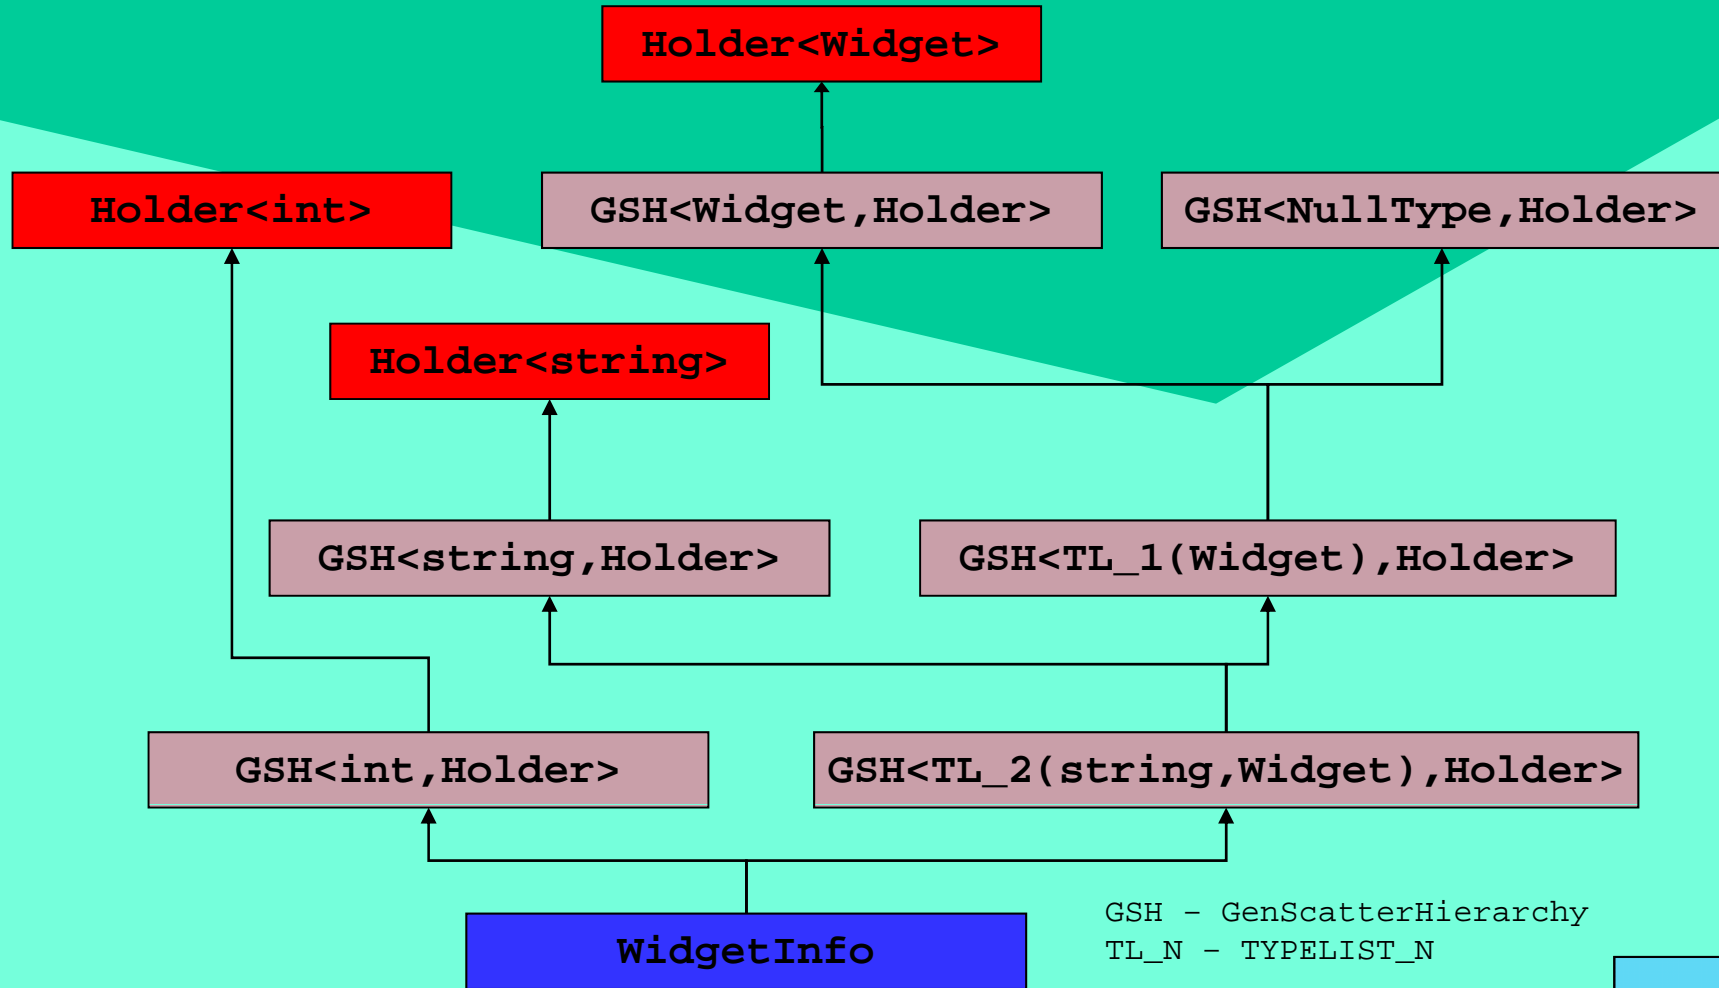 Holder<Widget>
Holder<int>
GSH<Widget,Holder>
GSH<NullType,Holder>
Holder<string>
GSH<string,Holder>
GSH<TL_1(Widget),Holder>
GSH<int,Holder>
GSH<TL_2(string,Widget),Holder>
WidgetInfo
GSH – GenScatterHierarchy
TL_N – TYPELIST_N